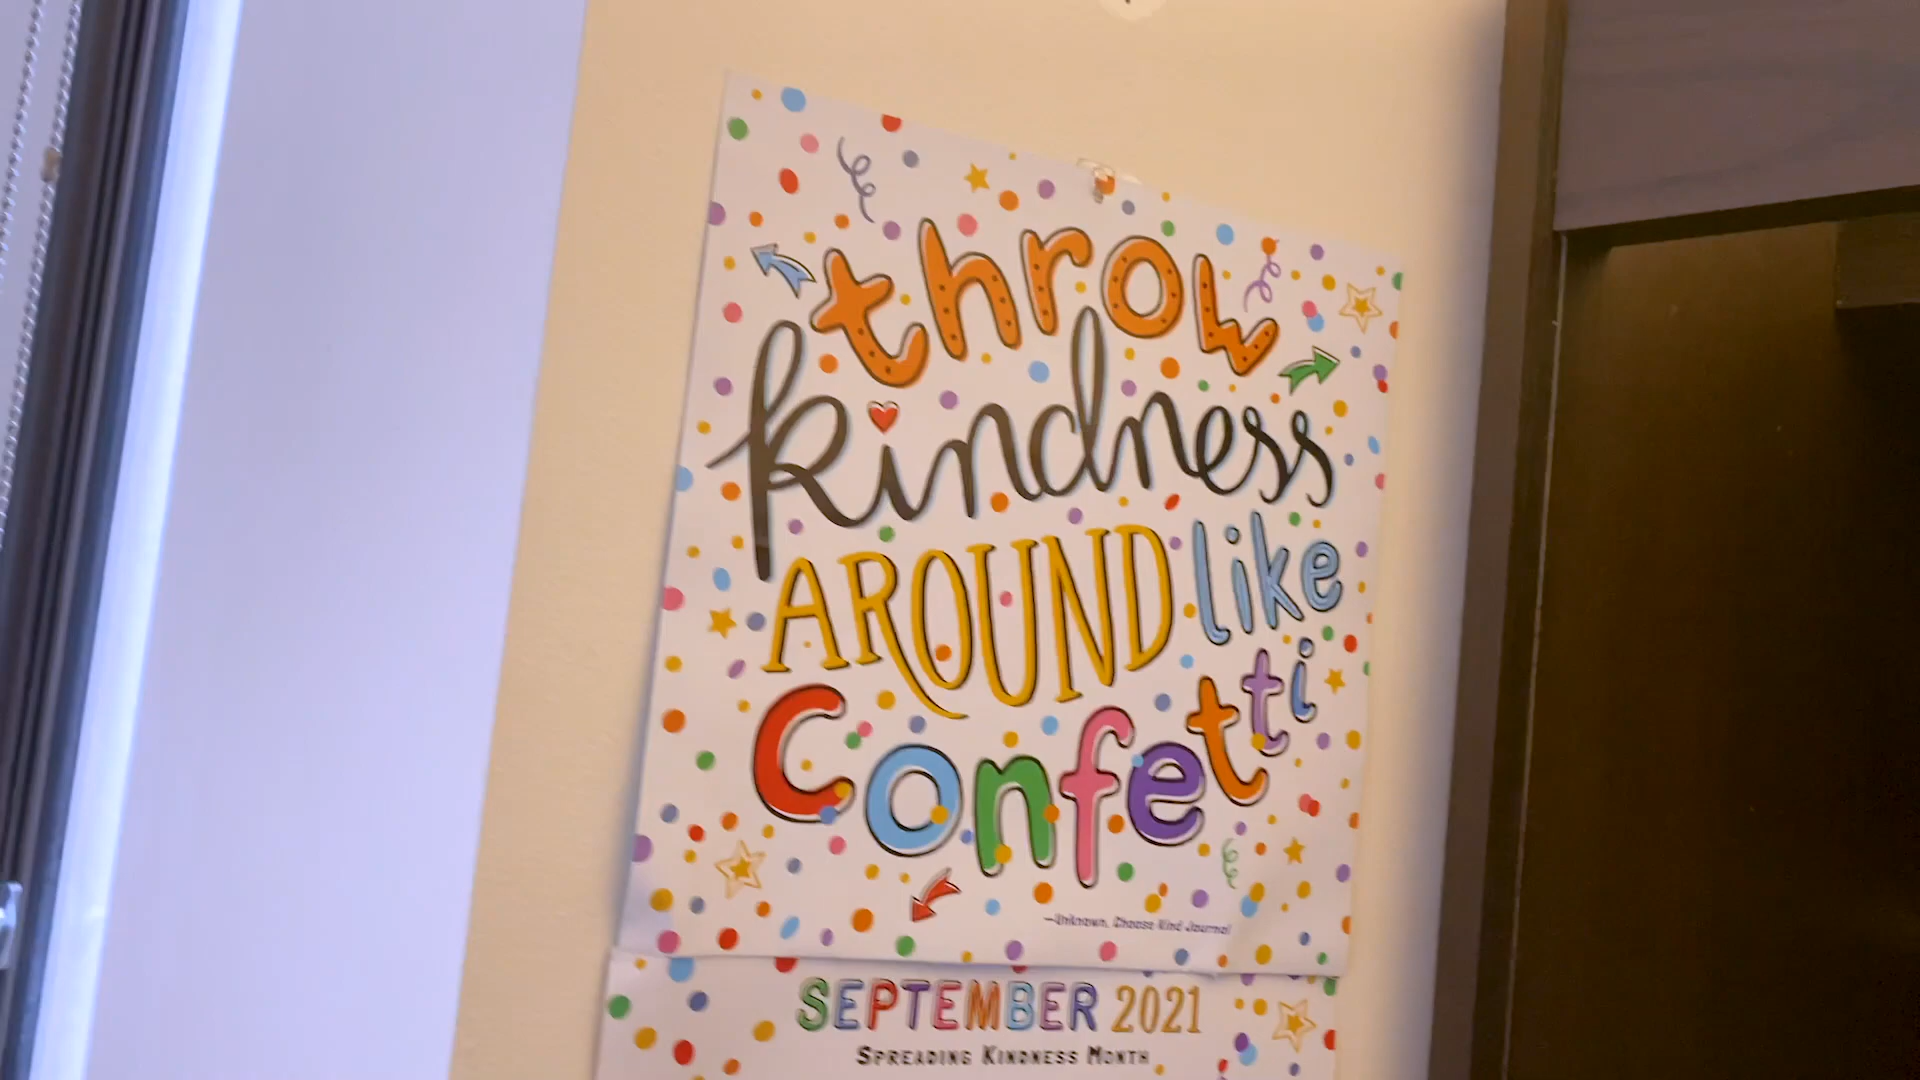 throw
kindness
AROUND like
Confetti
—Unknown, Choose Kind Journal
SEPTEMBER 2021
SPREADING KINDNESS MONTH